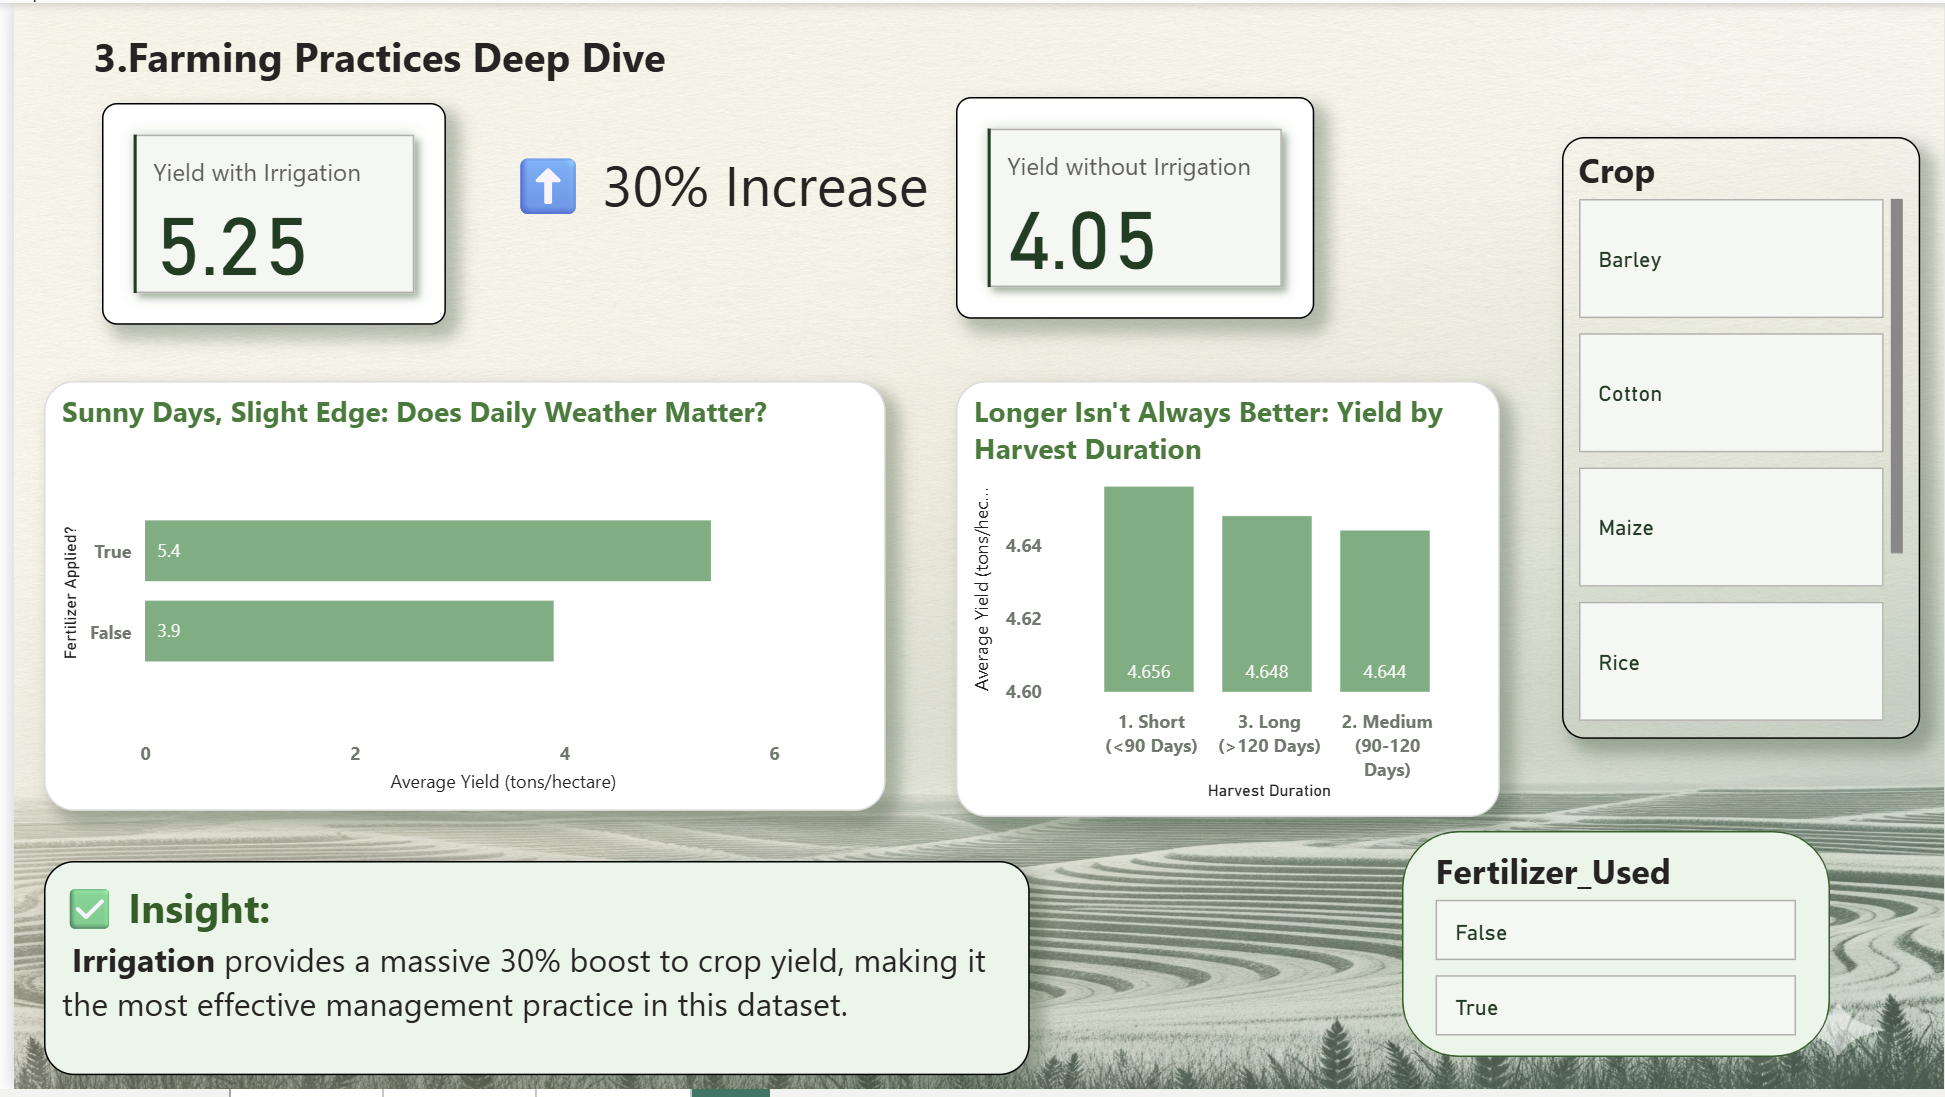 3.Farming Practices Deep Dive
Yield with Irrigation
5.25
⬆ 30% Increase
Yield without Irrigation
4.05
Crop
Barley
Cotton
Maize
Rice
Sunny Days, Slight Edge: Does Daily Weather Matter?
Fertilizer Applied?
True
5.4
False
3.9
0
2
4
6
Average Yield (tons/hectare)
Longer Isn't Always Better: Yield by
Harvest Duration
Average Yield (tons/hec...
4.64
4.62
4.60
4.656
4.648
4.644
1. Short
(<90 Days)
3. Long
(>120 Days)
2. Medium
(90-120
Days)
Harvest Duration
✅ Insight:
Irrigation provides a massive 30% boost to crop yield, making it
the most effective management practice in this dataset.
Fertilizer_Used
False
True